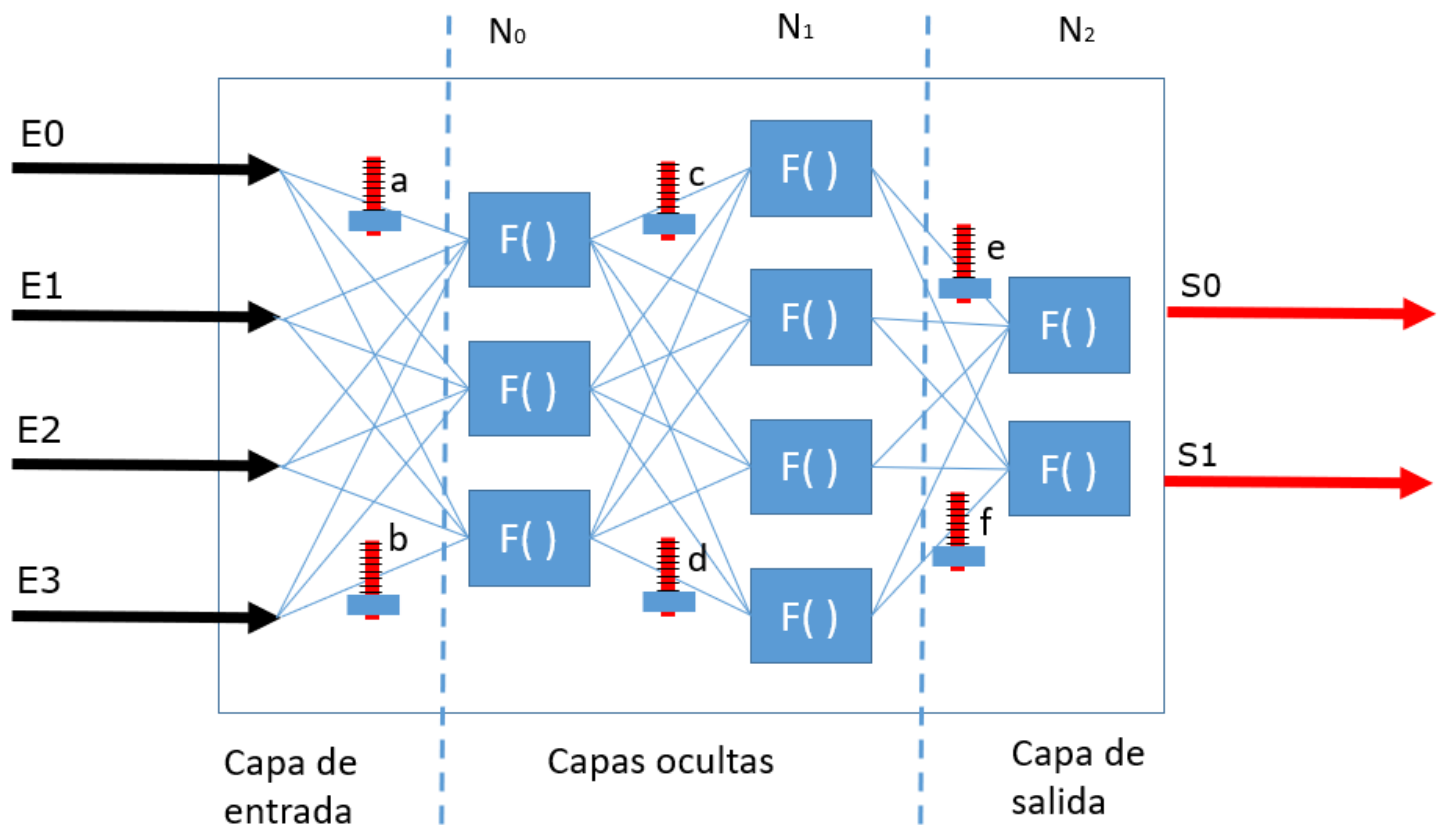 N₀
N₁
N₂
E0
E1
E2
E3
a
b
F( )
F( )
F( )
c
d
F( )
F( )
F( )
F( )
e
f
F( )
F( )
S0
S1
Capa de
entrada
Capas ocultas
Capa de
salida